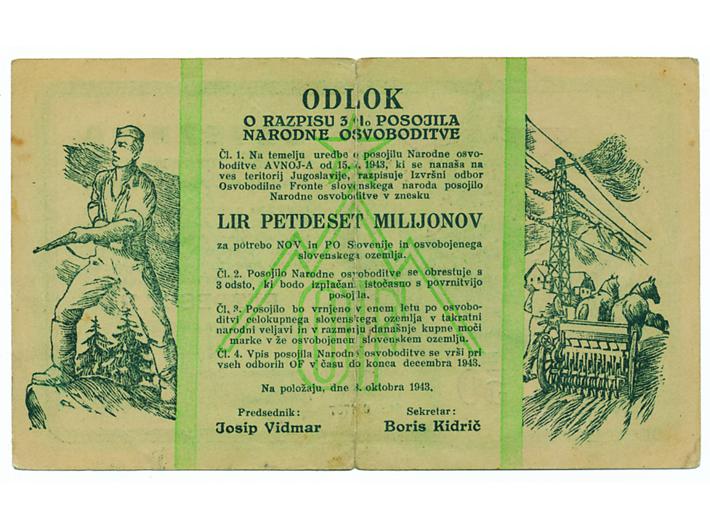 ODLOK
O RAZPISU 3 % POSOJILA
NARODNE OSVOBODITVE
Čl. 1. Na temelju uredbe o posojilu Narodne osvo-
boditve AVNOJ-A od 15. 1943, ki se nanaša na
ves teritorij Jugoslavije, razpisuje Izvršni odbor
Osvobodilne Fronte slovenskega naroda posojilo
Narodne osvoboditve v znesku
LIR PETDESET MILIJONOV
za potrebo NOV in PO Slovenije in osvobojenega
slovenskega ozemlja.
Čl. 2. Posojilo Narodne osvoboditve se obrestuje s
3 odsto, ki bodo izplačani istočasno s povrnitvijo
posojila.
Čl. 3. Posojilo bo vrnjeno v enem letu po osvobo-
ditvi celokupnega slovenskega ozemlja v takratni
narodni veljavi in v razmerju današnje kupne moči
marke v že osvobojenem slovenskem ozemlju.
Čl. 4. Vpis posojila Narodne osvoboditve se vrši pri
vseh odborih OF v času do konca decembra 1943.
Na položaju, dne 8. oktobra 1943.
Predsednik: Sekretar:
Josip Vidmar Boris Kidrič